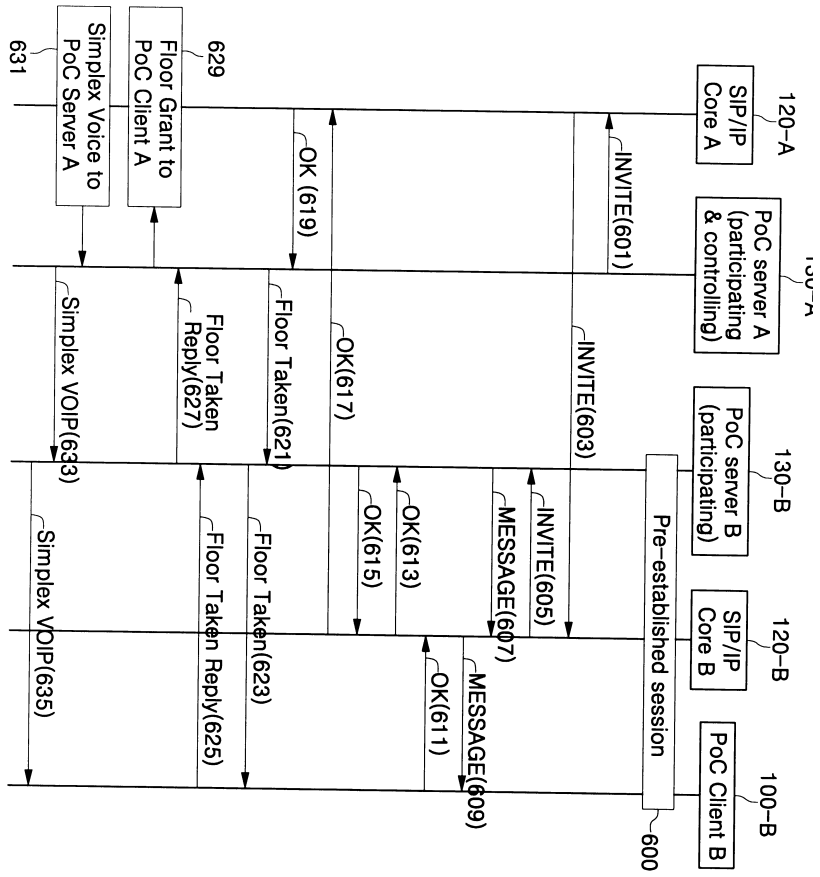 120-A
SIP/IP
Core A
130-A
PoC server A
(participating
& controlling)
130-B
PoC server B
(participating)
120-B
SIP/IP
Core B
100-B
PoC Client B
Pre-established session
600
INVITE(601)
INVITE(603)
INVITE(605)
MESSAGE(607)
MESSAGE(609)
OK(611)
OK(613)
OK(615)
OK(617)
OK (619)
Floor Taken(621)
Floor Taken(623)
Floor Taken Reply(625)
Floor Taken
Reply(627)
629
Floor Grant to
PoC Client A
Simplex Voice to
PoC Server A
631
Simplex VOIP(633)
Simplex VOIP(635)